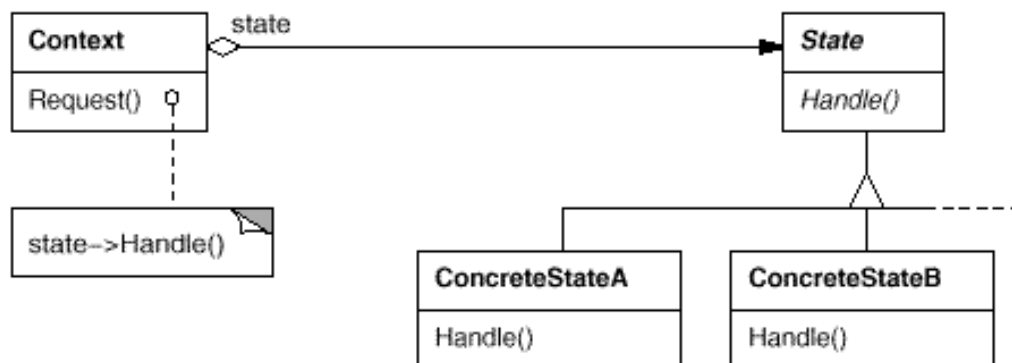 state
Context
State
Request()
Handle()
state->Handle()
ConcreteStateA
ConcreteStateB
Handle()
Handle()